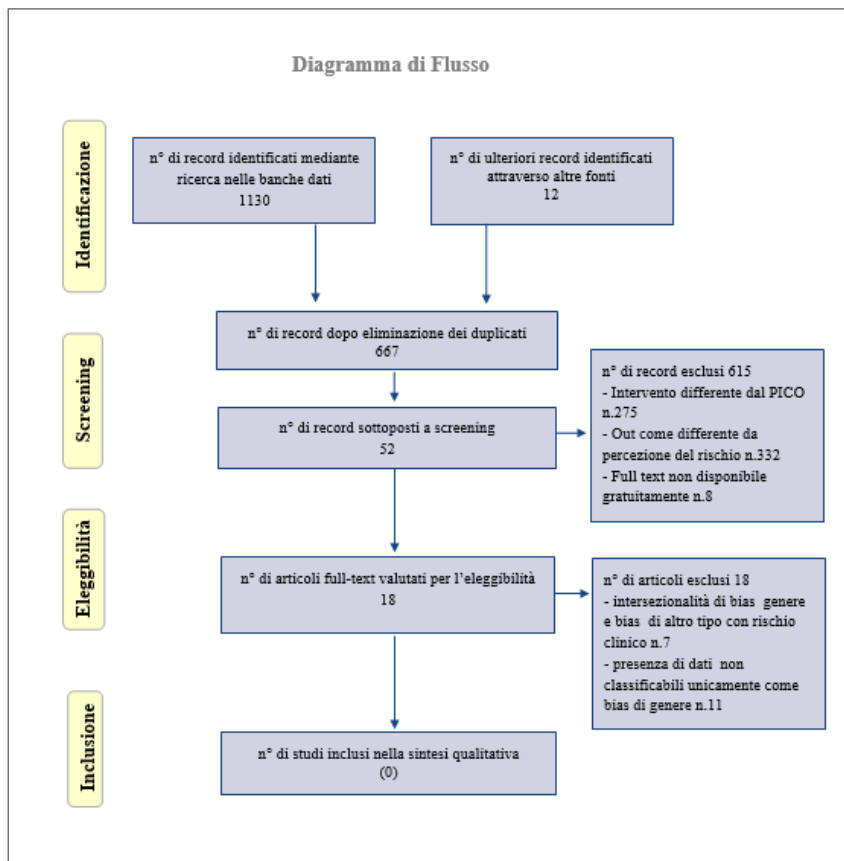 Diagramma di Flusso
Identificazione
n° di record identificati mediante
ricerca nelle banche dati
1130
n° di ulteriori record identificati
attraverso altre fonti
12
Screening
n° di record dopo eliminazione dei duplicati
667
n° di record sottoposti a screening
52
n° di record esclusi 615
- Intervento differente dal PICO
n.275
- Out come differente da
percezione del rischio n.332
- Full text non disponibile
gratuitamente n.8
Eleggibilità
n° di articoli full-text valutati per l'eleggibilità
18
n° di articoli esclusi 18
- intersezionalità di bias genere
e bias di altro tipo con rischio
clinico n.7
- presenza di dati non
classificabili unicamente come
bias di genere n.11
Inclusione
n° di studi inclusi nella sintesi qualitativa
(0)